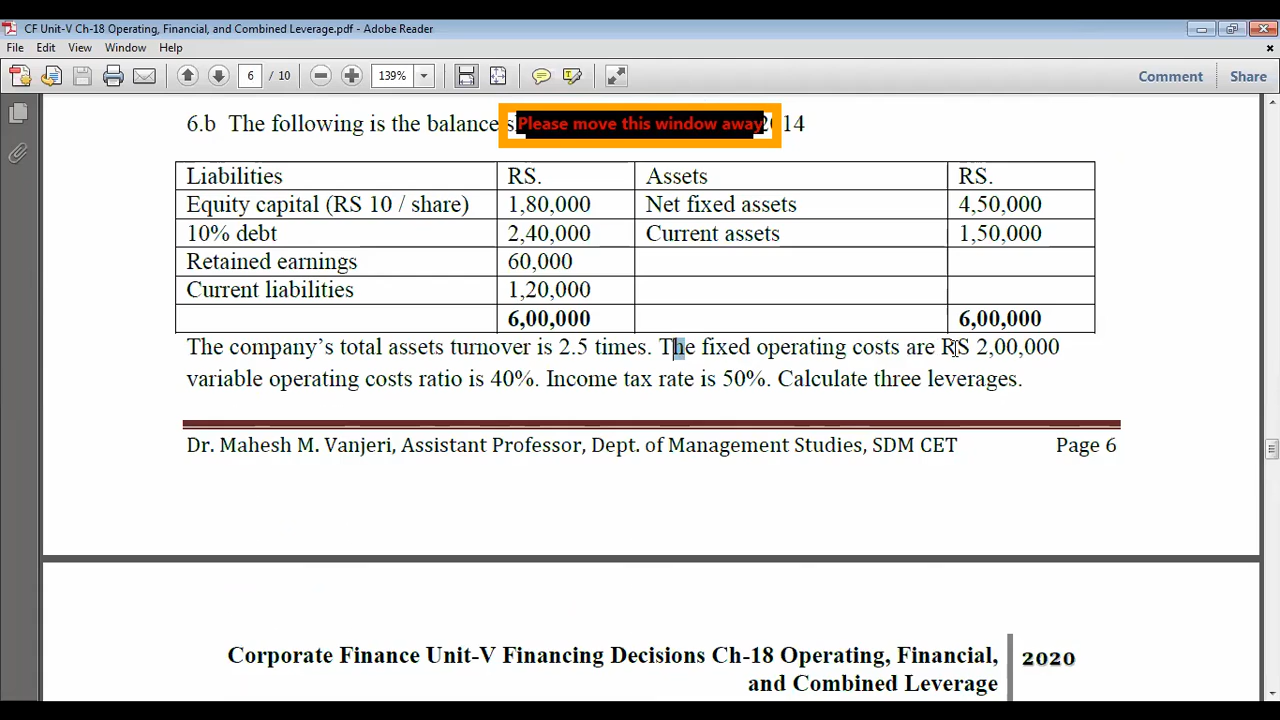 CF Unit-V Ch-18 Operating, Financial, and Combined Leverage.pdf - Adobe Reader
File Edit View Window Help
6 / 10 139% Comment Share
6.b The following is the balance s 2014
Please move this window away
Liabilities RS. Assets RS.
Equity capital (RS 10 / share) 1,80,000 Net fixed assets 4,50,000
10% debt 2,40,000 Current assets 1,50,000
Retained earnings 60,000
Current liabilities 1,20,000
6,00,000 6,00,000
The company’s total assets turnover is 2.5 times. The fixed operating costs are RS 2,00,000
variable operating costs ratio is 40%. Income tax rate is 50%. Calculate three leverages.
Dr. Mahesh M. Vanjeri, Assistant Professor, Dept. of Management Studies, SDM CET Page 6
Corporate Finance Unit-V Financing Decisions Ch-18 Operating, Financial, 2020
and Combined Leverage